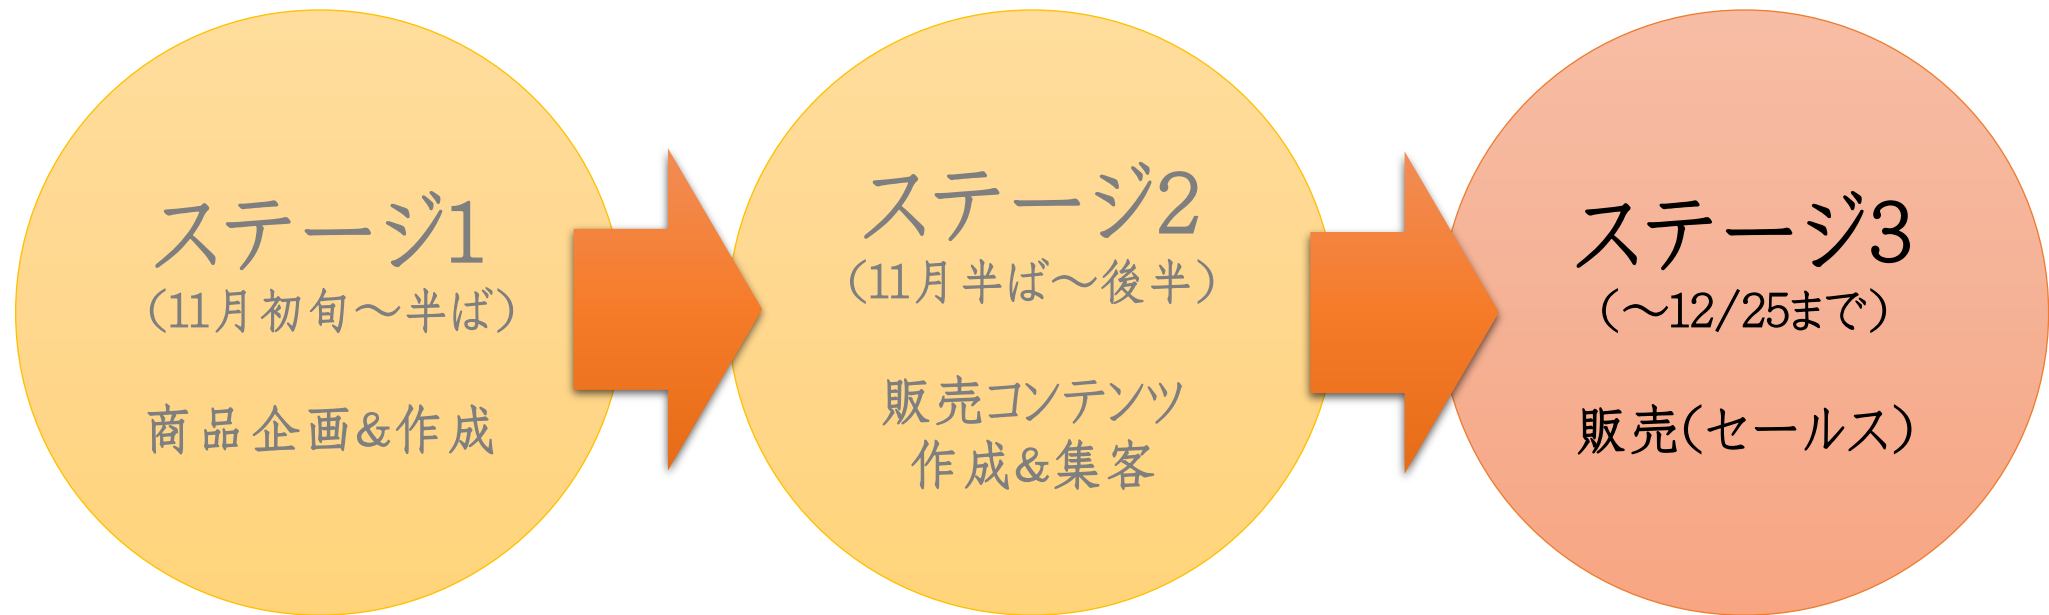 ステージ1
(11月初旬～半ば)
商品企画&作成
ステージ2
(11月半ば～後半)
販売コンテンツ
作成&集客
ステージ3
(～12/25まで)
販売(セールス)